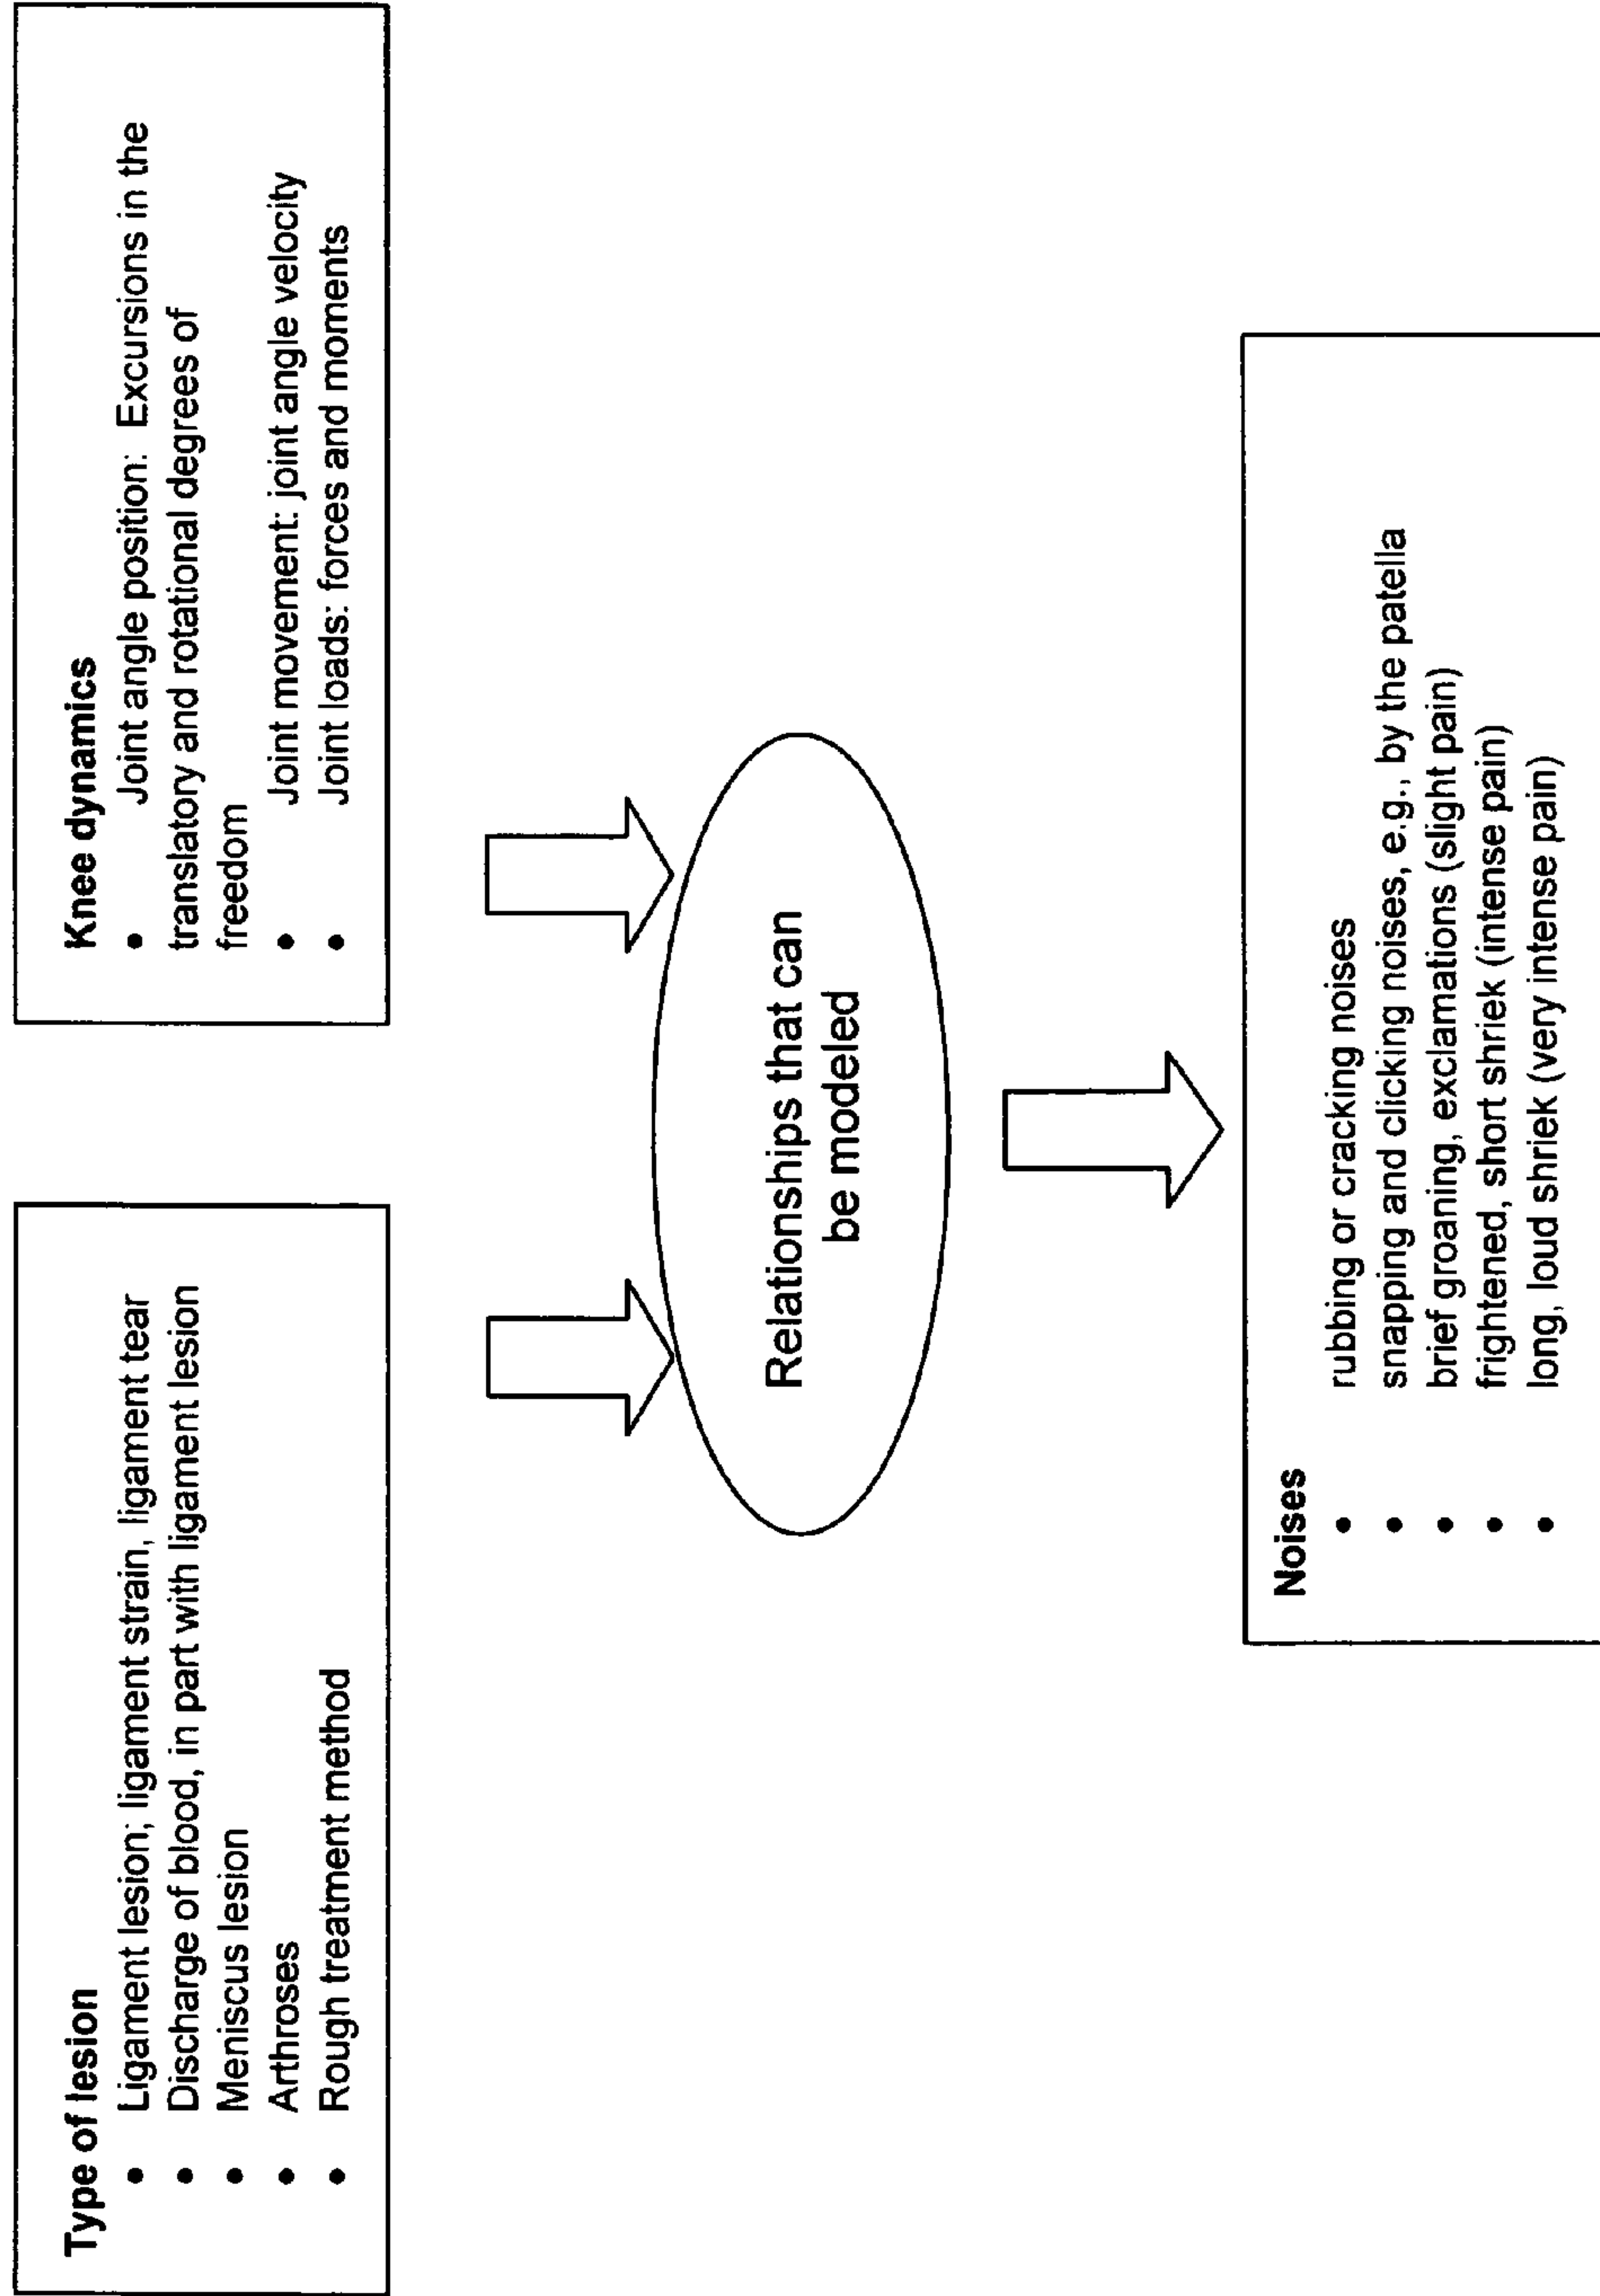 Type of lesion
• Ligament lesion; ligament strain, ligament tear
• Discharge of blood, in part with ligament lesion
• Meniscus lesion
• Arthroses
• Rough treatment method
Knee dynamics
• Joint angle position: Excursions in the
translatory and rotational degrees of
freedom
• Joint movement: joint angle velocity
• Joint loads: forces and moments
Relationships that can
be modeled
Noises
• rubbing or cracking noises
• snapping and clicking noises, e.g., by the patella
• brief groaning, exclamations (slight pain)
• frightened, short shriek (intense pain)
• long, loud shriek (very intense pain)